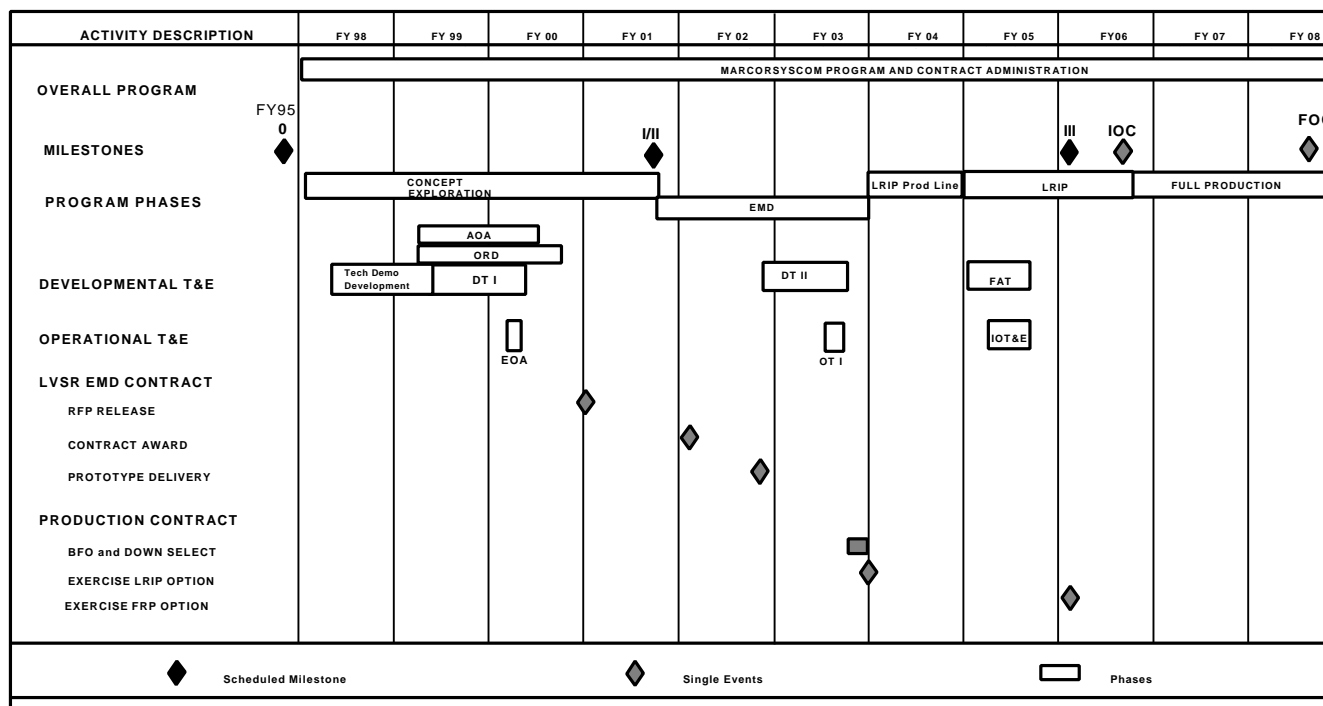 ACTIVITY DESCRIPTION FY 98 FY 99 FY 00 FY 01 FY 02 FY 03 FY 04 FY 05 FY06 FY 07 FY 08
MARCORSYSCOM PROGRAM AND CONTRACT ADMINISTRATION
OVERALL PROGRAM
FY95
0 I/II III IOC FOC
MILESTONES
CONCEPT
EXPLORATION
LRIP Prod Line LRIP FULL PRODUCTION
PROGRAM PHASES
EMD
AOA
ORD
Tech Demo
Development
DT I DT II FAT
DEVELOPMENTAL T&E
OPERATIONAL T&E IOT&E
EOA OT I
LVSR EMD CONTRACT
RFP RELEASE
CONTRACT AWARD
PROTOTYPE DELIVERY
PRODUCTION CONTRACT
BFO and DOWN SELECT
EXERCISE LRIP OPTION
EXERCISE FRP OPTION
Scheduled Milestone Single Events Phases